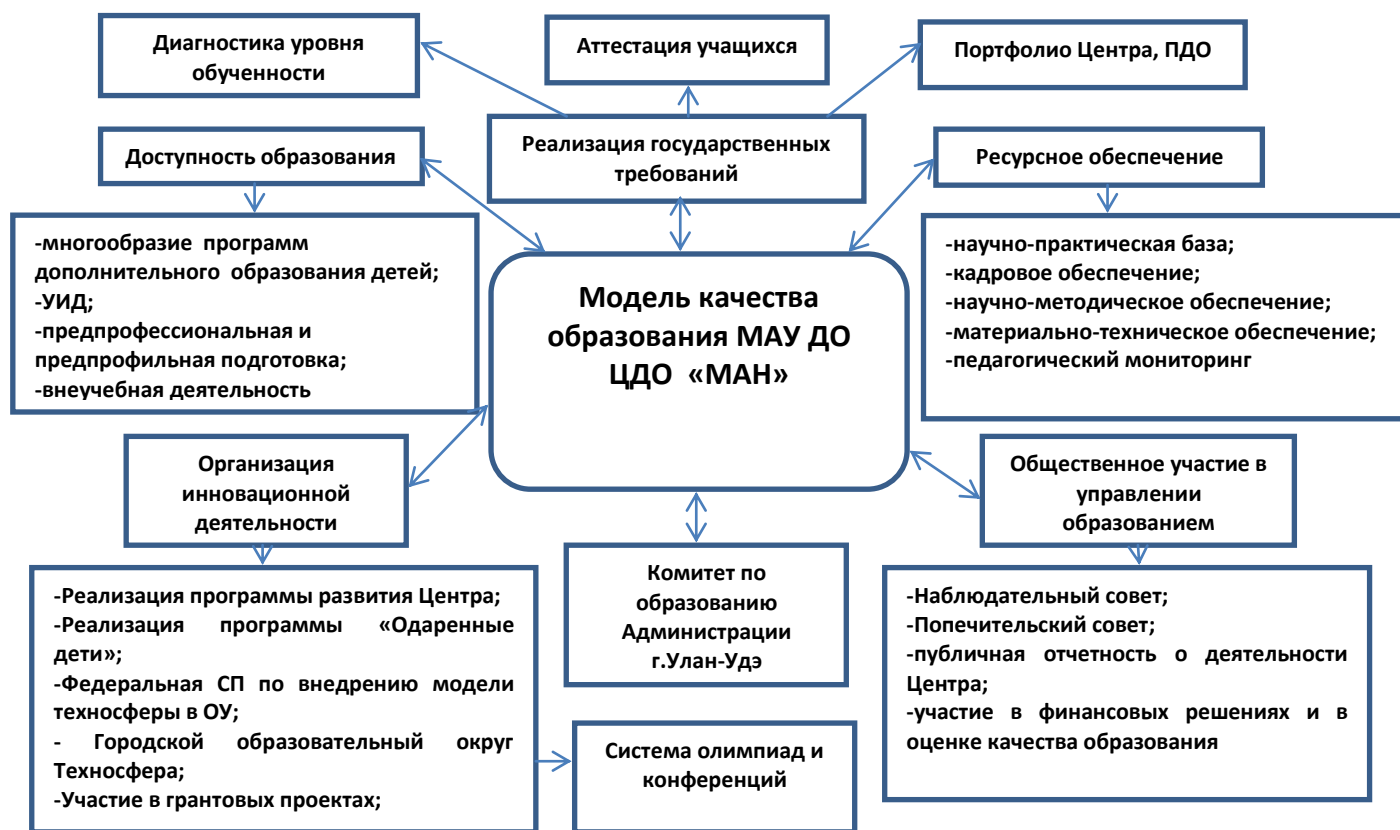 Диагностика уровня
обученности
Аттестация учащихся
Портфолио Центра, ПДО
Доступность образования
Реализация государственных
требований
Ресурсное обеспечение
-многообразие программ
дополнительного образования детей;
-УИД;
-предпрофессиональная и
предпрофильная подготовка;
-внеучебная деятельность
Модель качества
образования МАУ ДО
ЦДО «МАН»
-научно-практическая база;
-кадровое обеспечение;
-научно-методическое обеспечение;
-материально-техническое обеспечение;
-педагогический мониторинг
Организация
инновационной
деятельности
Общественное участие в
управлении
образованием
-Реализация программы развития Центра;
-Реализация программы «Одаренные
дети»;
-Федеральная СП по внедрению модели
техносферы в ОУ;
- Городской образовательный округ
Техносфера;
-Участие в грантовых проектах;
Комитет по
образованию
Администрации
г.Улан-Удэ
-Наблюдательный совет;
-Попечительский совет;
-публичная отчетность о деятельности
Центра;
-участие в финансовых решениях и в
оценке качества образования
Система олимпиад и
конференций